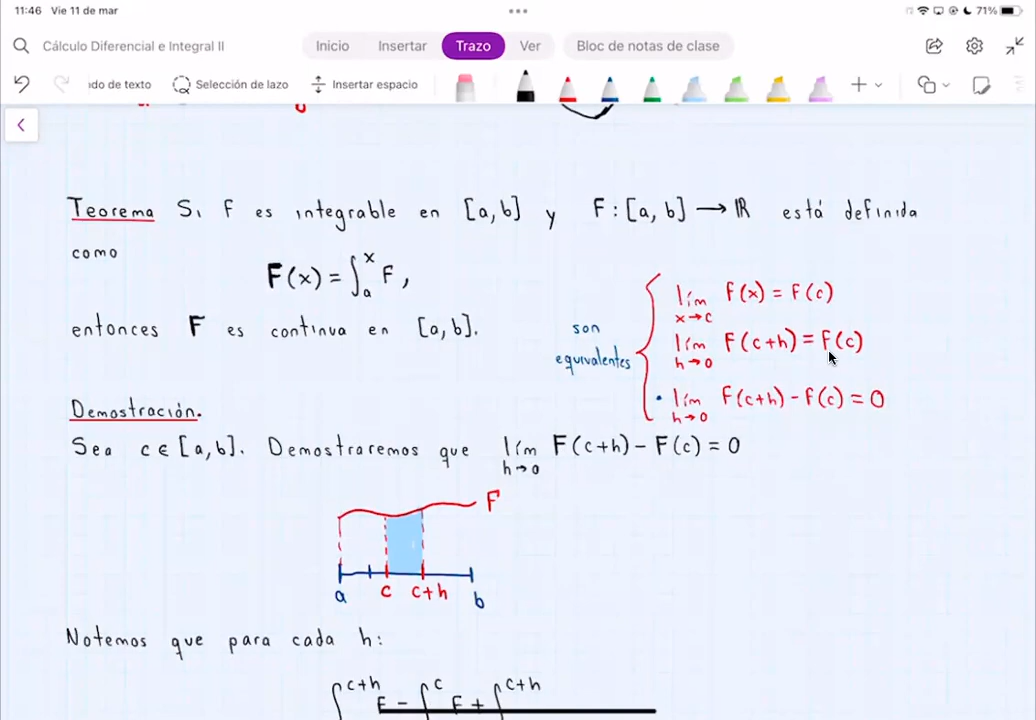 11:46 Vie 11 de mar
71%
Cálculo Diferencial e Integral II
Inicio Insertar Trazo Ver Bloc de notas de clase
do de texto Selección de lazo Insertar espacio
Teorema Si f es integrable en [a,b] y F:[a,b]→ℝ está definida
como
F(x) = ∫ₐˣ f,
entonces F es continua en [a,b].
son
equivalentes
lím x→c F(x) = F(c)
lím h→0 F(c+h) = F(c)
• lím h→0 F(c+h) - F(c) = 0
Demostración.
Sea c ∈ [a,b]. Demostraremos que lím h→0 F(c+h) - F(c) = 0
f
a c c+h b
Notemos que para cada h:
∫ c+h f = ∫ c f + ∫ c+h